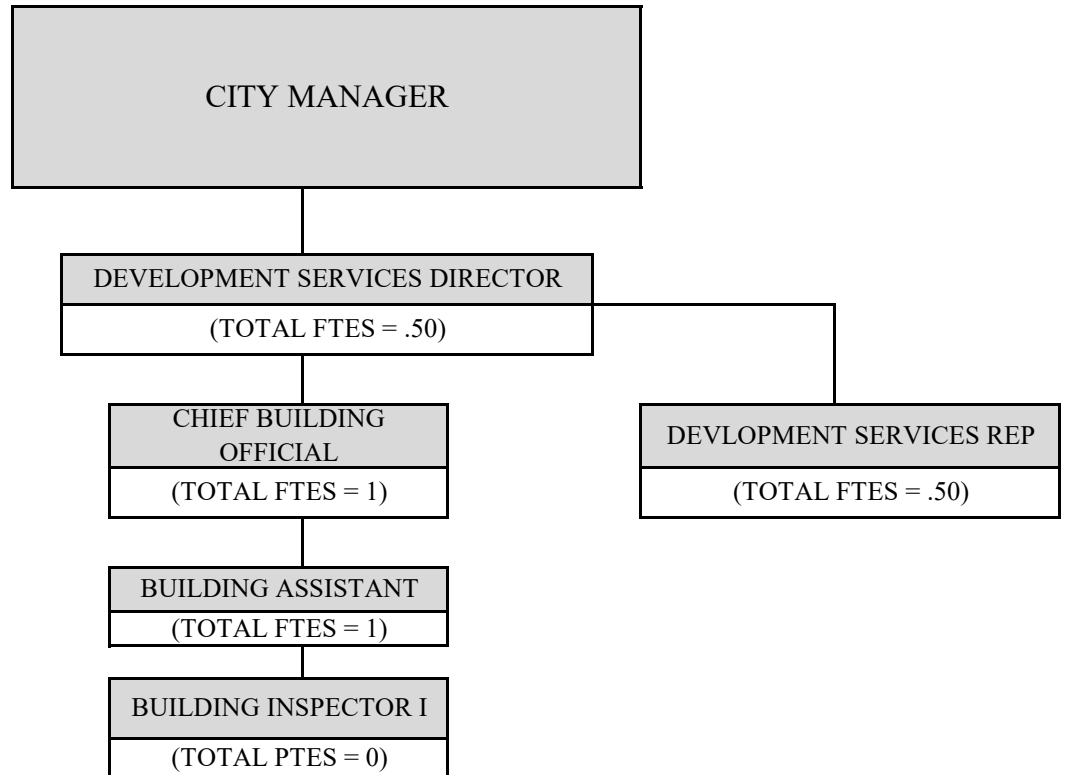 CITY MANAGER
DEVELOPMENT SERVICES DIRECTOR
(TOTAL FTES = .50)
CHIEF BUILDING
OFFICIAL
(TOTAL FTES = 1)
DEVLOPMENT SERVICES REP
(TOTAL FTES = .50)
BUILDING ASSISTANT
(TOTAL FTES = 1)
BUILDING INSPECTOR I
(TOTAL PTES = 0)